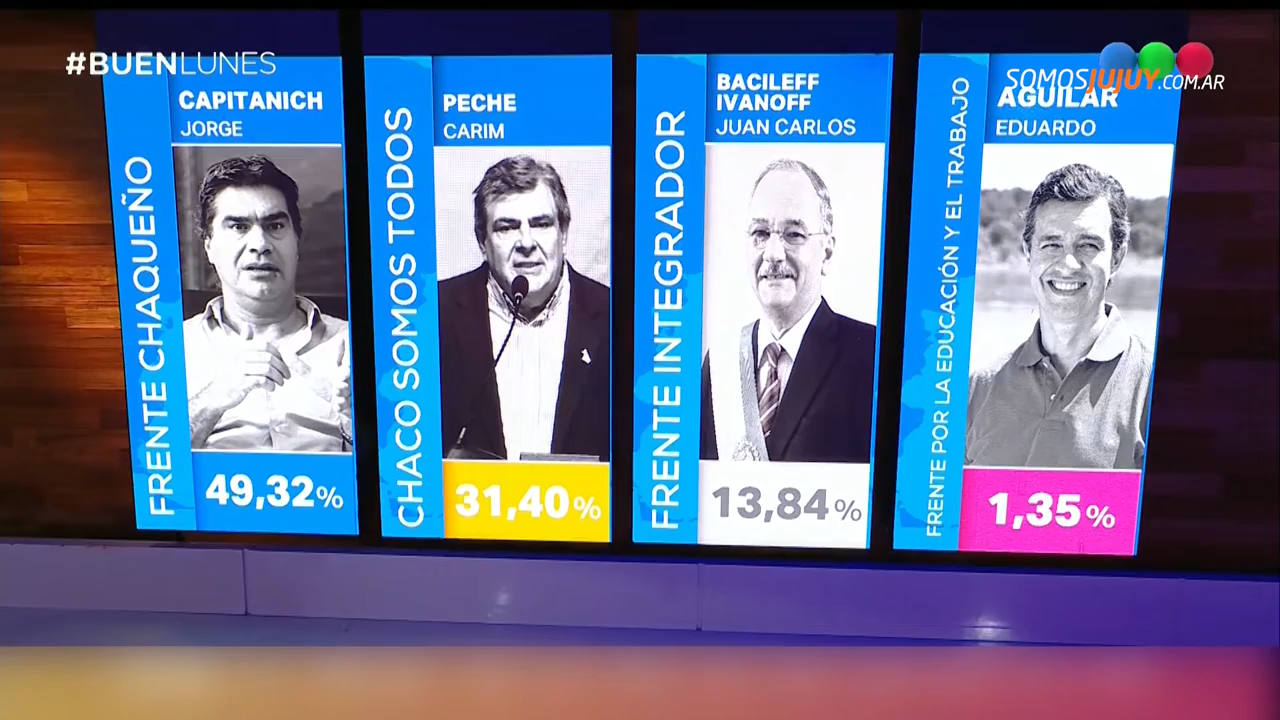 #BUENLUNES
SOMOSJUJUY.COM.AR
FRENTE CHAQUEÑO
CAPITANICH
JORGE
49,32%
CHACO SOMOS TODOS
PECHE
CARIM
31,40%
FRENTE INTEGRADOR
BACILEFF
IVANOFF
JUAN CARLOS
13,84%
FRENTE POR LA EDUCACIÓN Y EL TRABAJO
AGUILAR
EDUARDO
1,35%